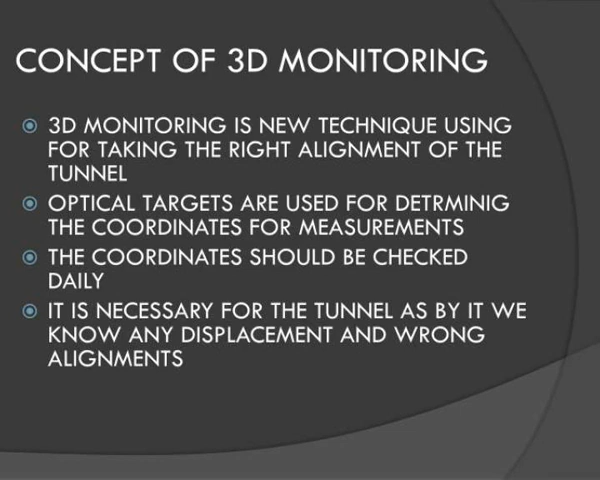 CONCEPT OF 3D MONITORING
3D MONITORING IS NEW TECHNIQUE USING
FOR TAKING THE RIGHT ALIGNMENT OF THE
TUNNEL
OPTICAL TARGETS ARE USED FOR DETRMINIG
THE COORDINATES FOR MEASUREMENTS
THE COORDINATES SHOULD BE CHECKED
DAILY
IT IS NECESSARY FOR THE TUNNEL AS BY IT WE
KNOW ANY DISPLACEMENT AND WRONG
ALIGNMENTS